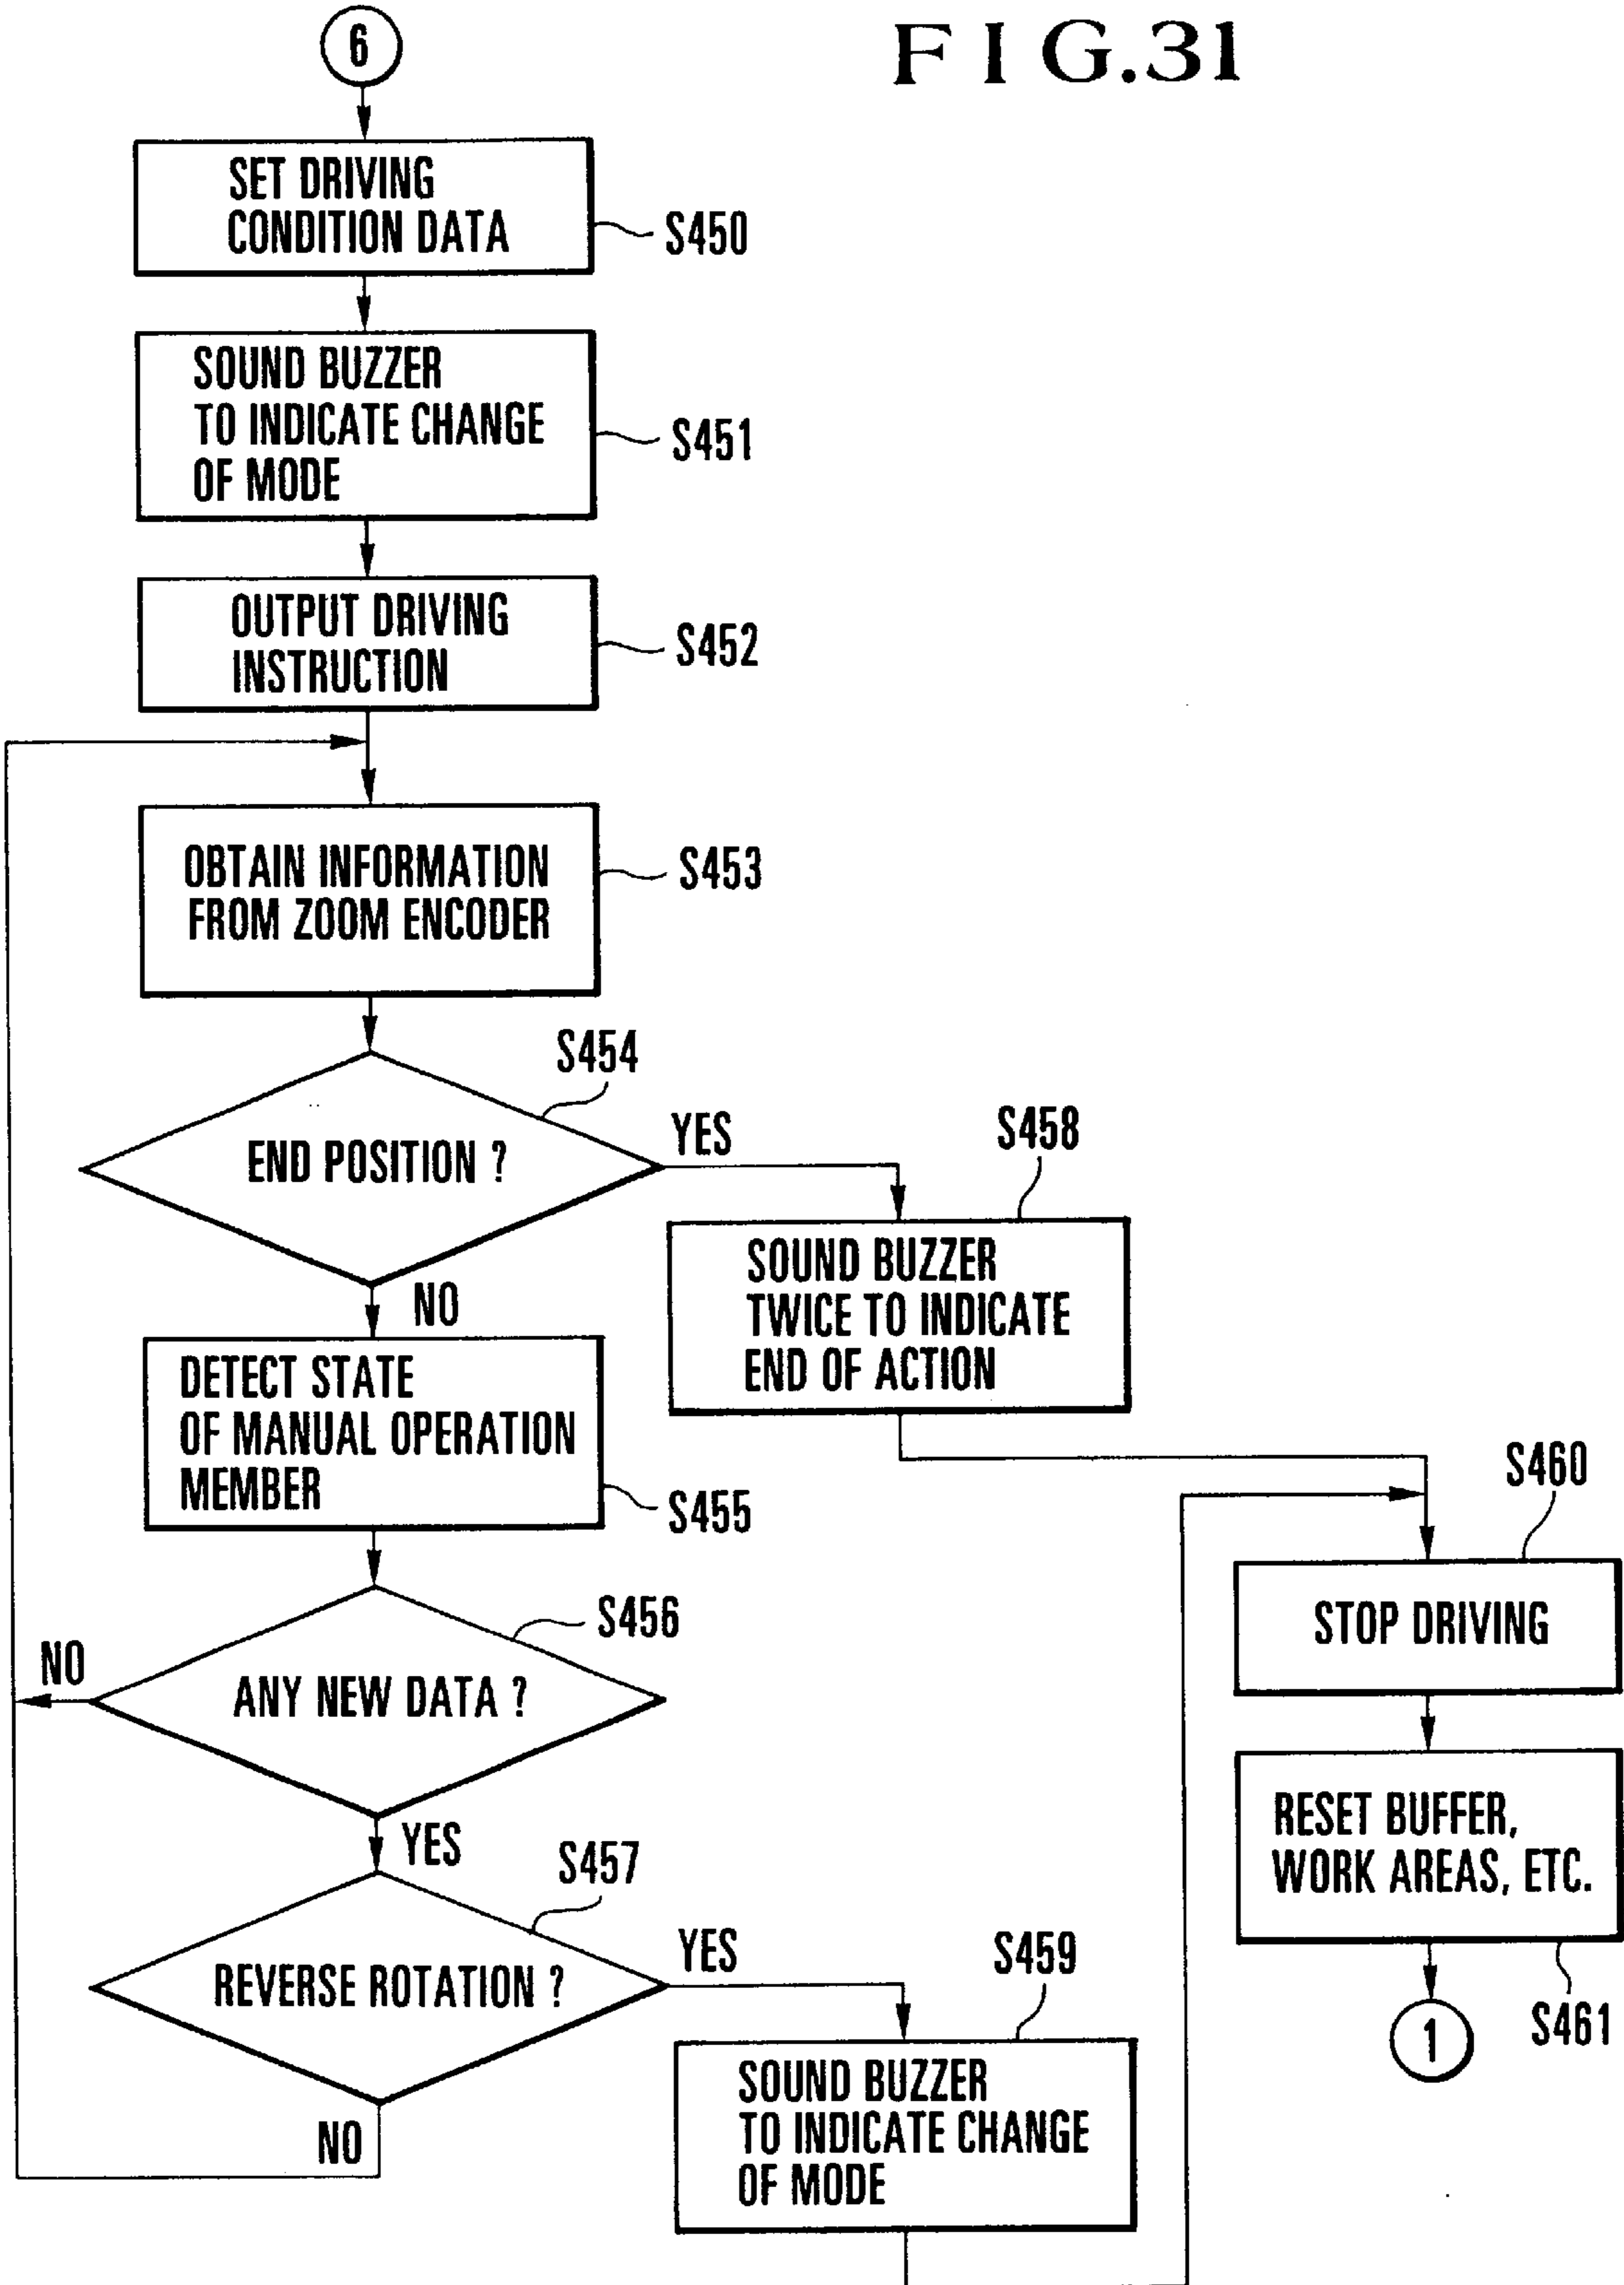 FIG.31
6
SET DRIVING
CONDITION DATA
S450
SOUND BUZZER
TO INDICATE CHANGE
OF MODE
S451
OUTPUT DRIVING
INSTRUCTION
S452
OBTAIN INFORMATION
FROM ZOOM ENCODER
S453
S454
END POSITION ?
YES
NO
S458
SOUND BUZZER
TWICE TO INDICATE
END OF ACTION
DETECT STATE
OF MANUAL OPERATION
MEMBER
S455
S456
ANY NEW DATA ?
NO
YES
S457
REVERSE ROTATION ?
YES
NO
S459
SOUND BUZZER
TO INDICATE CHANGE
OF MODE
S460
STOP DRIVING
RESET BUFFER,
WORK AREAS, ETC.
S461
1